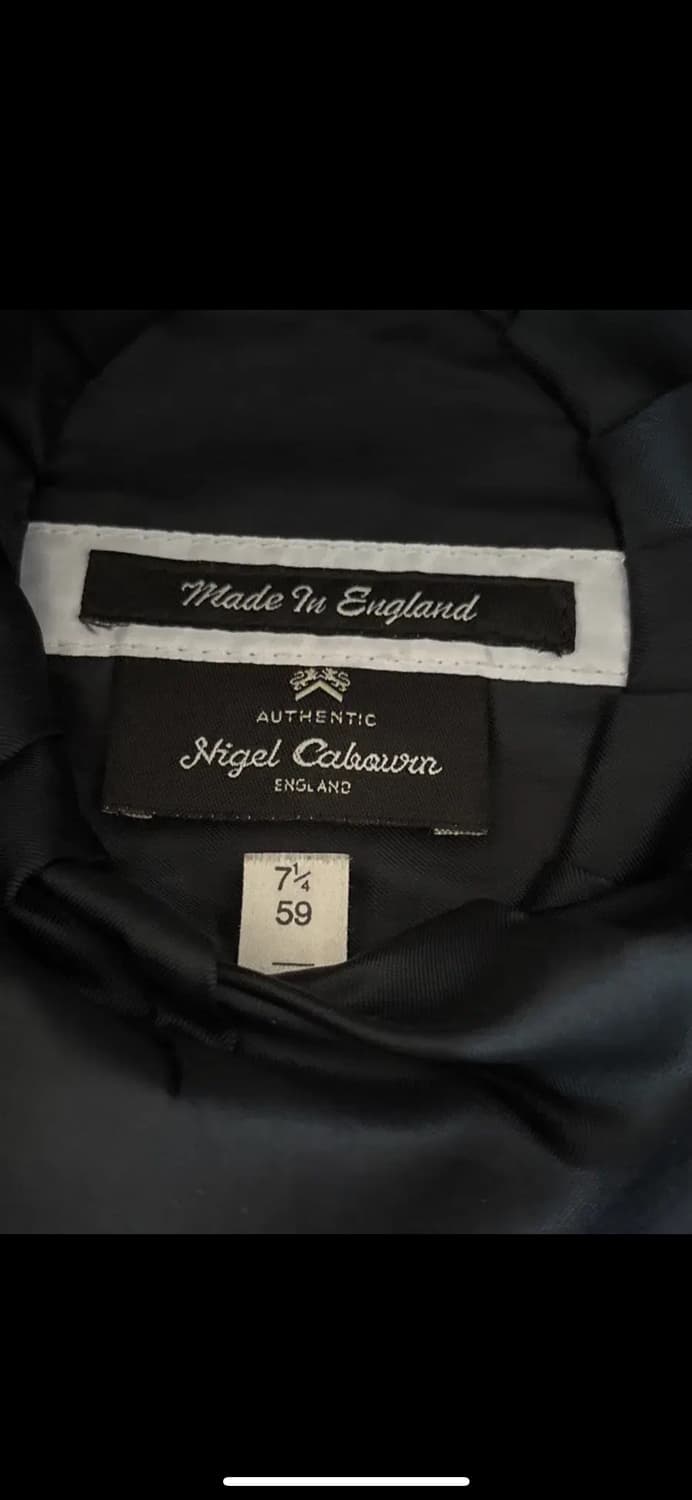 Made In England
AUTHENTIC
Nigel Cabourn
ENGLAND
7¼
59